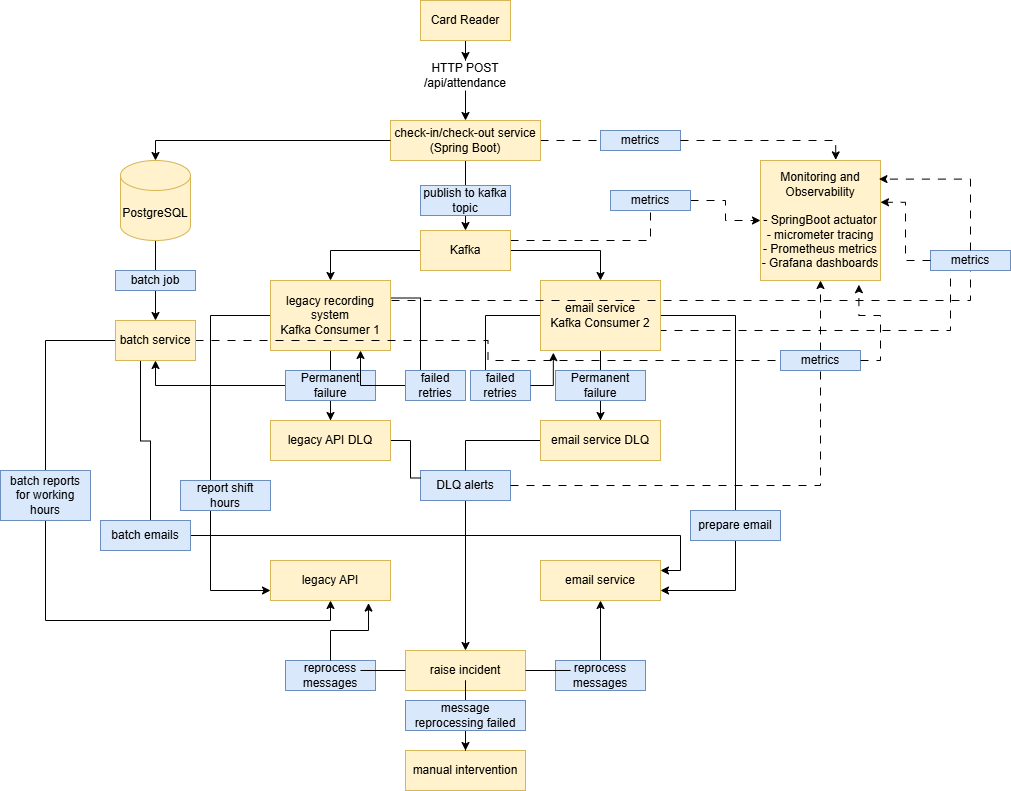 Card Reader
HTTP POST
/api/attendance
check-in/check-out service
(Spring Boot)
metrics
PostgreSQL
publish to kafka
topic
metrics
Monitoring and
Observability
- SpringBoot actuator
- micrometer tracing
- Prometheus metrics
- Grafana dashboards
Kafka
metrics
batch job
legacy recording
system
Kafka Consumer 1
email service
Kafka Consumer 2
batch service
metrics
Permanent
failure
failed
retries
failed
retries
Permanent
failure
legacy API DLQ
email service DLQ
batch reports
for working
hours
report shift
hours
DLQ alerts
prepare email
batch emails
legacy API
email service
reprocess
messages
raise incident
reprocess
messages
message
reprocessing failed
manual intervention